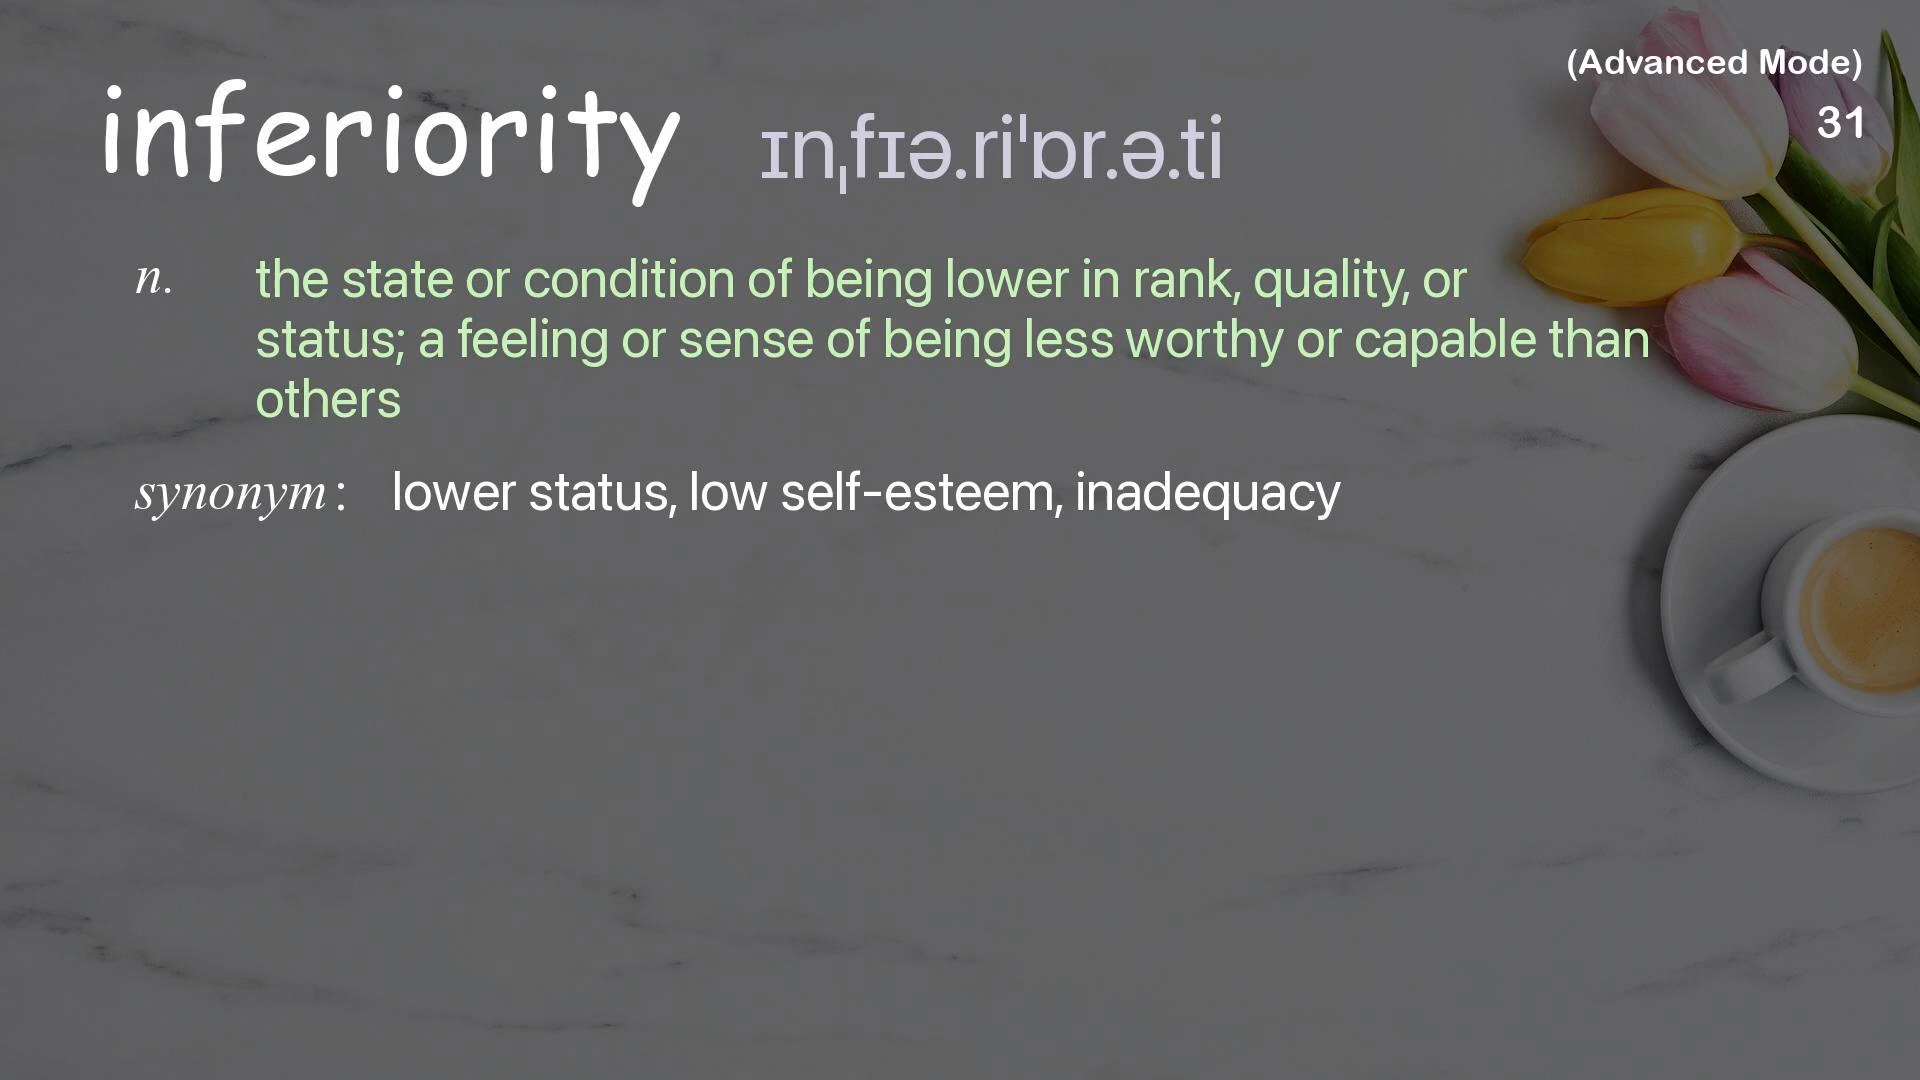 (Advanced Mode)
31
inferiority ɪnˌfɪə.riˈɒr.ə.ti
n. the state or condition of being lower in rank, quality, or
status; a feeling or sense of being less worthy or capable than
others
synonym: lower status, low self-esteem, inadequacy